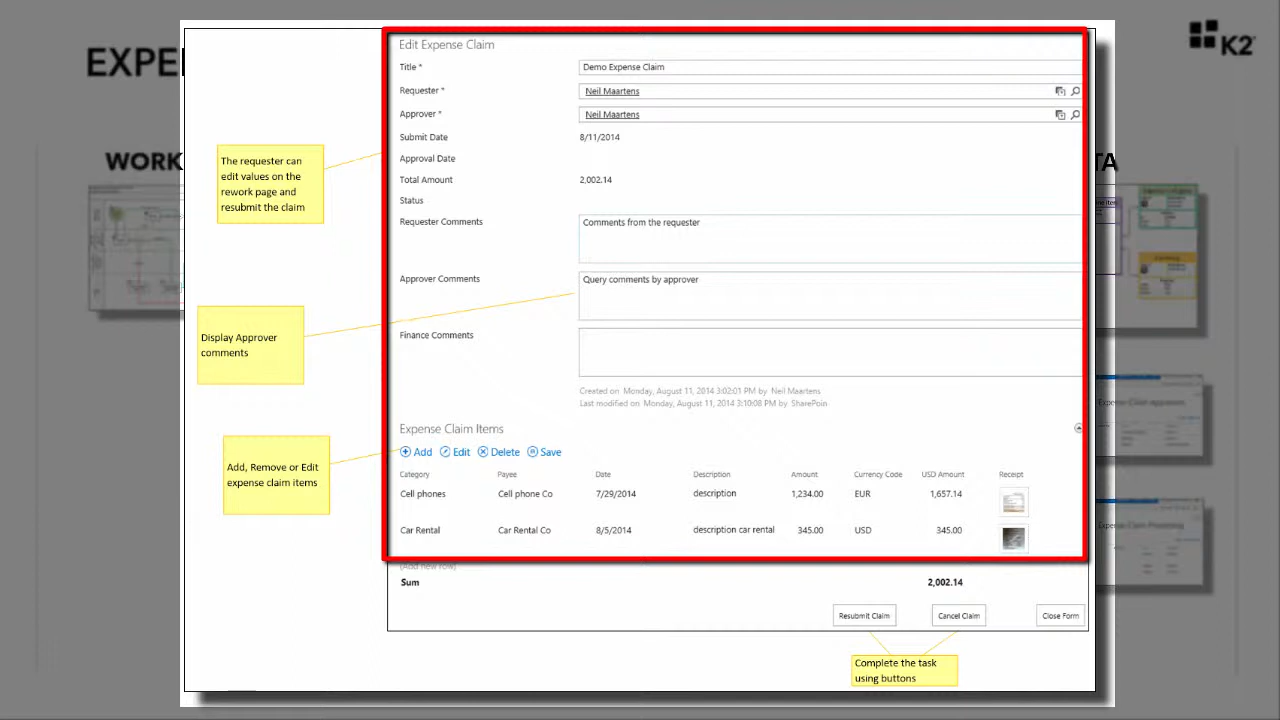 EXPE
K2
WORK
TA
Edit Expense Claim
Title * Demo Expense Claim
Requester * Neil Maartens
Approver * Neil Maartens
Submit Date 8/11/2014
Approval Date
Total Amount 2,002.14
Status
Requester Comments Comments from the requester
Approver Comments Query comments by approver
Finance Comments
Created on Monday, August 11, 2014 3:02:01 PM by Neil Maartens
Last modified on Monday, August 11, 2014 3:10:08 PM by SharePoin
Expense Claim Items
Add Edit Delete Save
Category Payee Date Description Amount Currency Code USD Amount Receipt
Cell phones Cell phone Co 7/29/2014 description 1,234.00 EUR 1,657.14
Car Rental Car Rental Co 8/5/2014 description car rental 345.00 USD 345.00
(Add new row)
Sum 2,002.14
Resubmit Claim Cancel Claim Close Form
The requester can
edit values on the
rework page and
resubmit the claim
Display Approver
comments
Add, Remove or Edit
expense claim items
Complete the task
using buttons
Expense Claim Approval
Expense Claim Processing